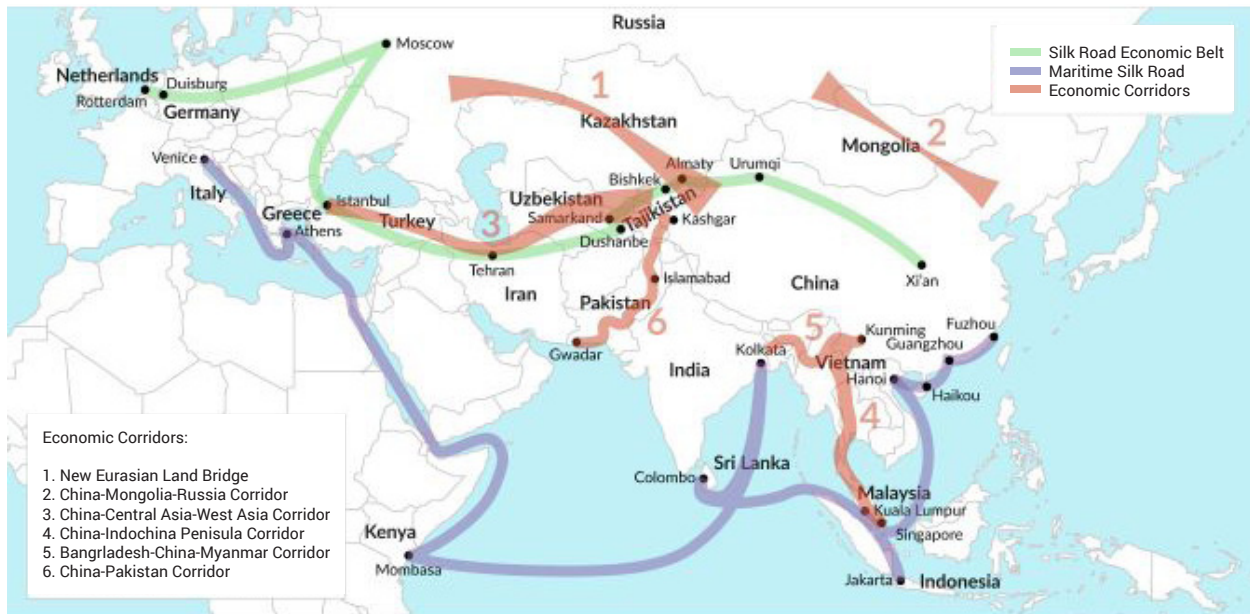 Russia
Moscow
Silk Road Economic Belt
Maritime Silk Road
Economic Corridors
Netherlands
Duisburg
Rotterdam
Germany
1
Kazakhstan
2
Mongolia
Venice
Italy
Almaty
Urumqi
Bishkek
Uzbekistan
Tajikistan
Istanbul
Greece
Turkey
Athens
3
Samarkand
Kashgar
Dushanbe
Tehran
Iran
Islamabad
Xi'an
China
Pakistan
6
Gwadar
5
Kunming
Fuzhou
Guangzhou
Kolkata
Vietnam
India
Hanoi
Haikou
4
Colombo
Sri Lanka
Malaysia
Kuala Lumpur
Singapore
Kenya
Mombasa
Jakarta
Indonesia
Economic Corridors:
1. New Eurasian Land Bridge
2. China-Mongolia-Russia Corridor
3. China-Central Asia-West Asia Corridor
4. China-Indochina Penisula Corridor
5. Bangrladesh-China-Myanmar Corridor
6. China-Pakistan Corridor